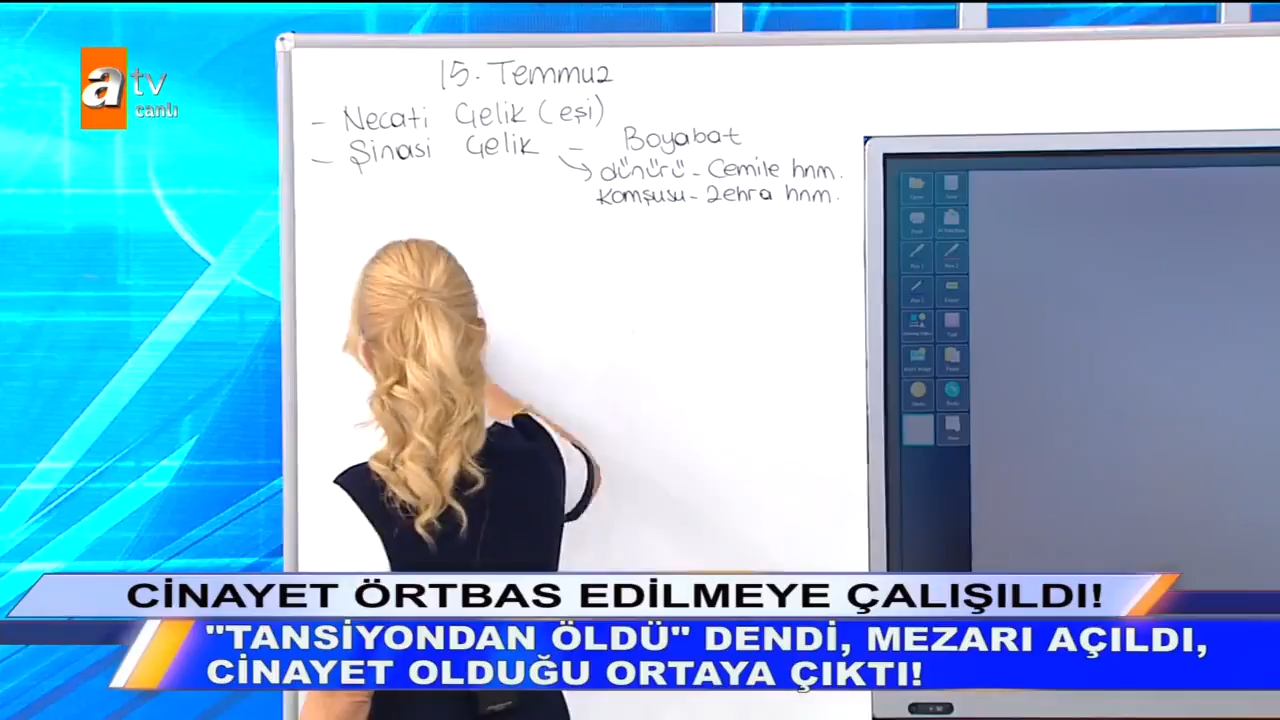 atv
canlı
15. Temmuz
- Necati Çelik (eşi)
- Şinasi Çelik - Boyabat
dünürü - Cemile hnm.
Komşusu - Zehra hnm.
CİNAYET ÖRTBAS EDİLMEYE ÇALIŞILDI!
"TANSİYONDAN ÖLDÜ" DENDİ, MEZARI AÇILDI,
CİNAYET OLDUĞU ORTAYA ÇIKTI!